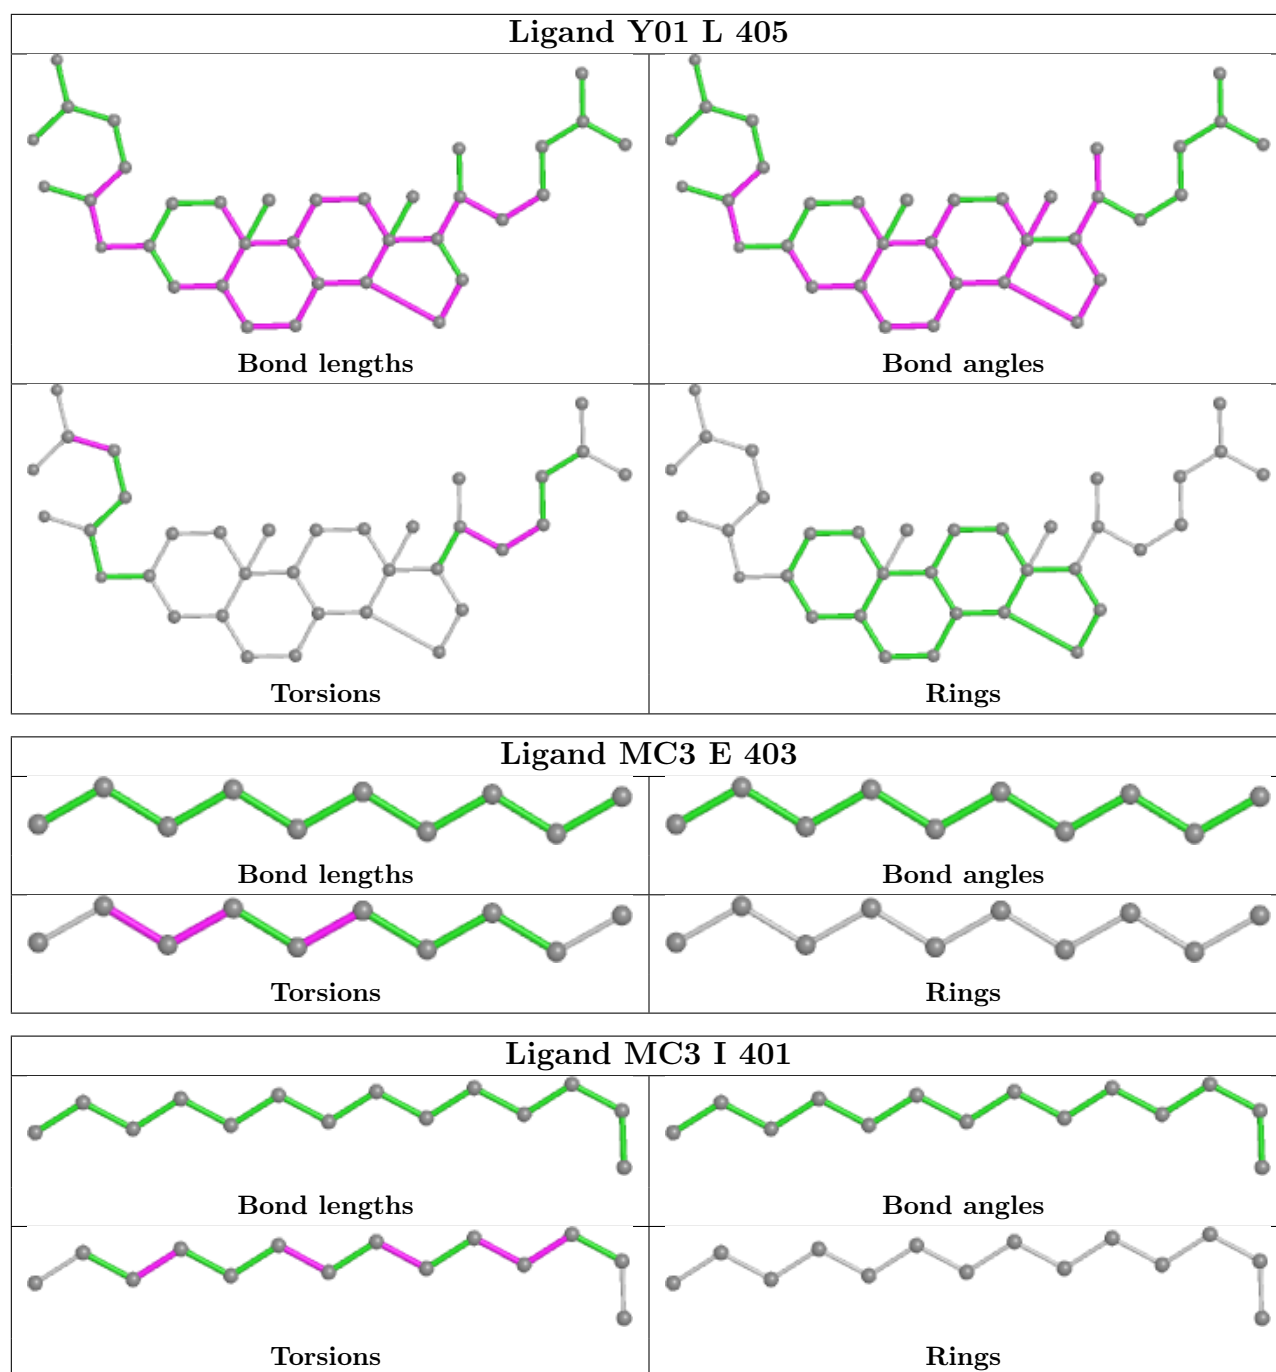 Ligand Y01 L 405
Bond lengths
Bond angles
Torsions
Rings
Ligand MC3 E 403
Bond lengths
Bond angles
Torsions
Rings
Ligand MC3 I 401
Bond lengths
Bond angles
Torsions
Rings